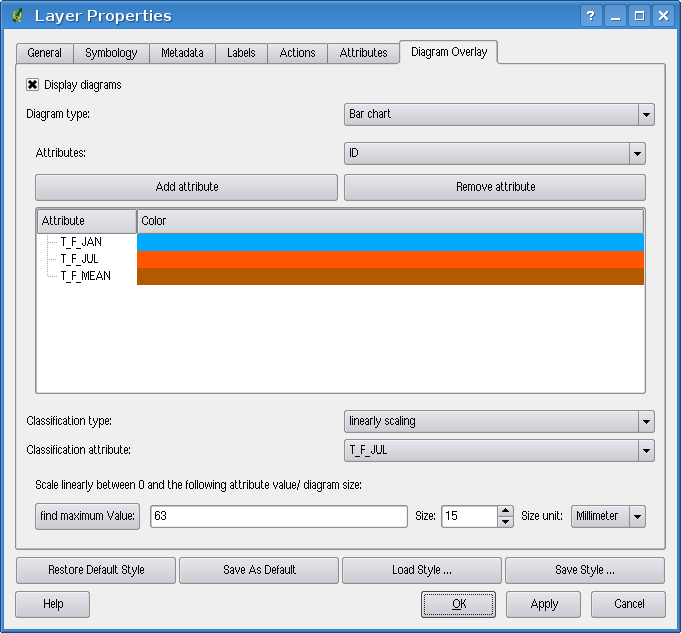 Layer Properties
General Symbology Metadata Labels Actions Attributes Diagram Overlay
Display diagrams
Diagram type: Bar chart
Attributes: ID
Add attribute Remove attribute
Attribute Color
T_F_JAN
T_F_JUL
T_F_MEAN
Classification type: linearly scaling
Classification attribute: T_F_JUL
Scale linearly between 0 and the following attribute value/ diagram size:
find maximum Value: 63 Size: 15 Size unit: Millimeter
Restore Default Style Save As Default Load Style ... Save Style ...
Help OK Apply Cancel